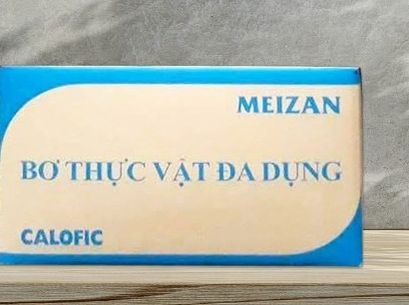 MEIZAN
BƠ THỰC VẬT ĐA DỤNG
CALOFIC